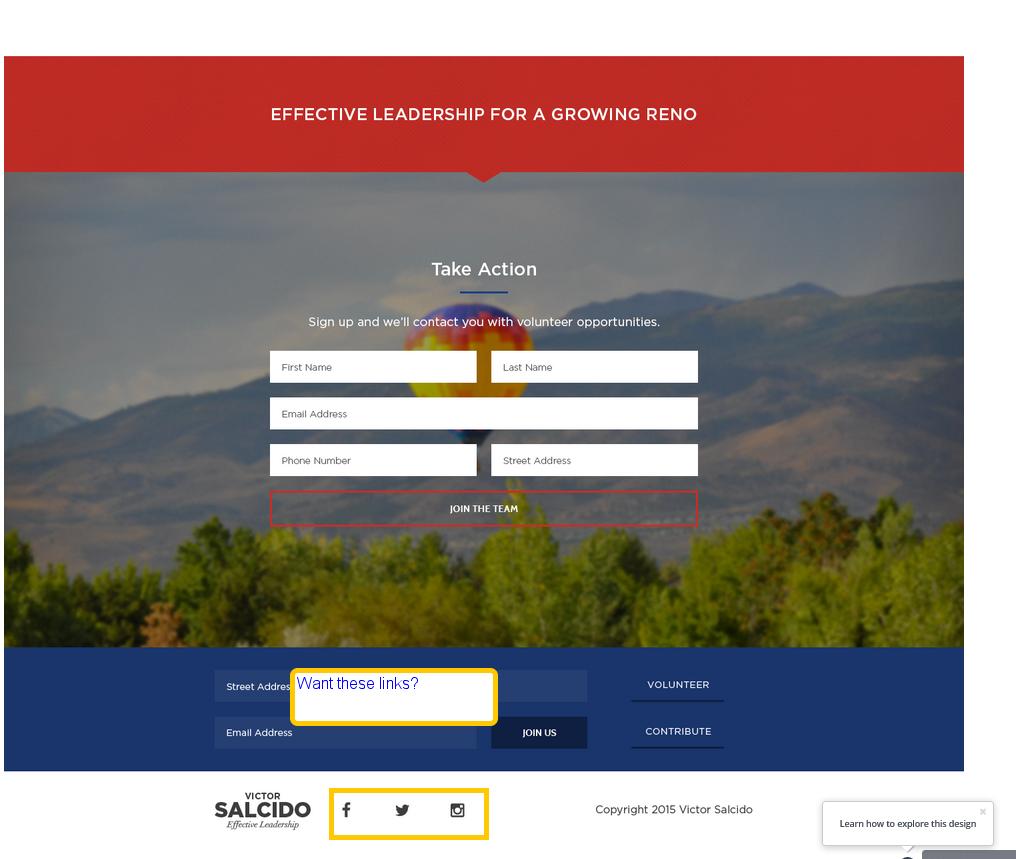 EFFECTIVE LEADERSHIP FOR A GROWING RENO
Take Action
Sign up and we'll contact you with volunteer opportunities.
First Name
Last Name
Email Address
Phone Number
Street Address
JOIN THE TEAM
Street Addres
Want these links?
VOLUNTEER
Email Address
JOIN US
CONTRIBUTE
VICTOR
SALCIDO
Effective Leadership
Copyright 2015 Victor Salcido
Learn how to explore this design